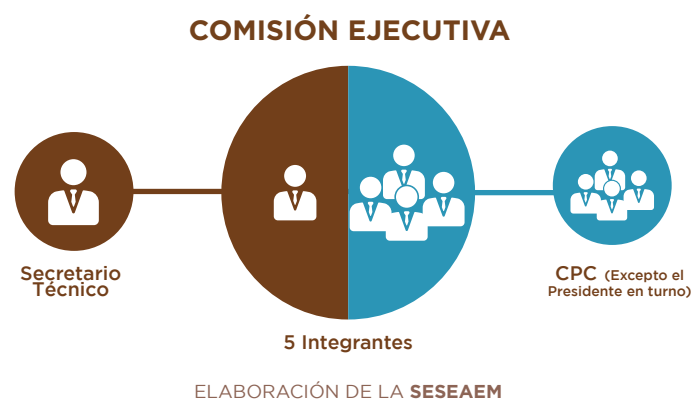 COMISIÓN EJECUTIVA
Secretario
Técnico
CPC (Excepto el
Presidente en turno)
5 Integrantes
ELABORACIÓN DE LA SESEAEM